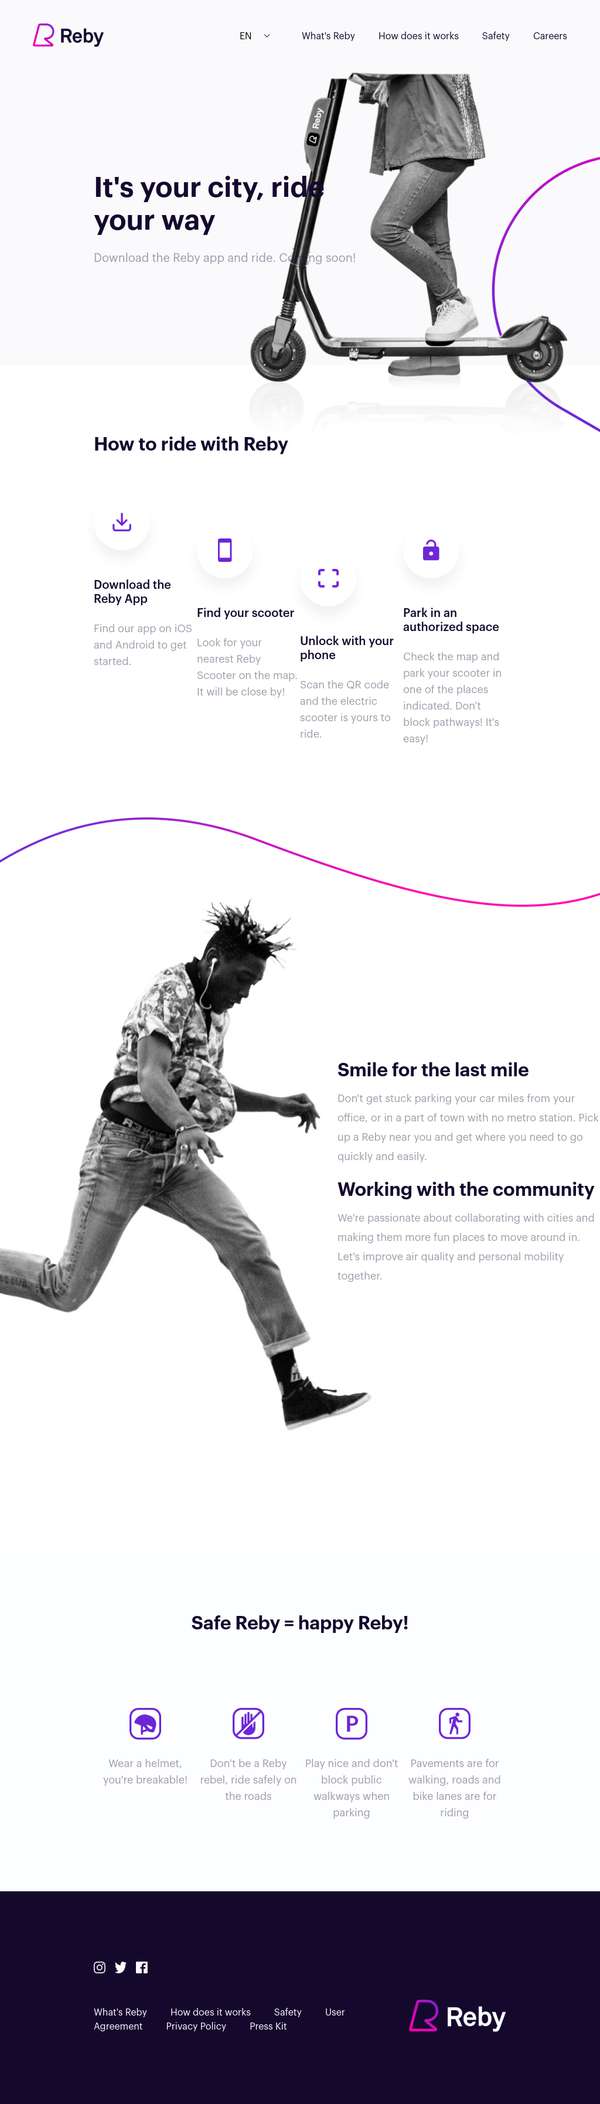 Reby
EN
What's Reby
How does it works
Safety
Careers
Reby
It's your city, ride
your way
Download the Reby app and ride. Coming soon!
How to ride with Reby
Download the
Reby App
Find our app on iOS
and Android to get
started.
Find your scooter
Look for your
nearest Reby
Scooter on the map.
It will be close by!
Unlock with your
phone
Scan the QR code
and the electric
scooter is yours to
ride.
Park in an
authorized space
Check the map and
park your scooter in
one of the places
indicated. Don't
block pathways! It's
easy!
Smile for the last mile
Don't get stuck parking your car miles from your
office, or in a part of town with no metro station. Pick
up a Reby near you and get where you need to go
quickly and easily.
Working with the community
We're passionate about collaborating with cities and
making them more fun places to move around in.
Let's improve air quality and personal mobility
together.
Safe Reby = happy Reby!
Wear a helmet,
you're breakable!
Don't be a Reby
rebel, ride safely on
the roads
P
Play nice and don't
block public
walkways when
parking
Pavements are for
walking, roads and
bike lanes are for
riding
What's Reby How does it works Safety User
Agreement Privacy Policy Press Kit
Reby